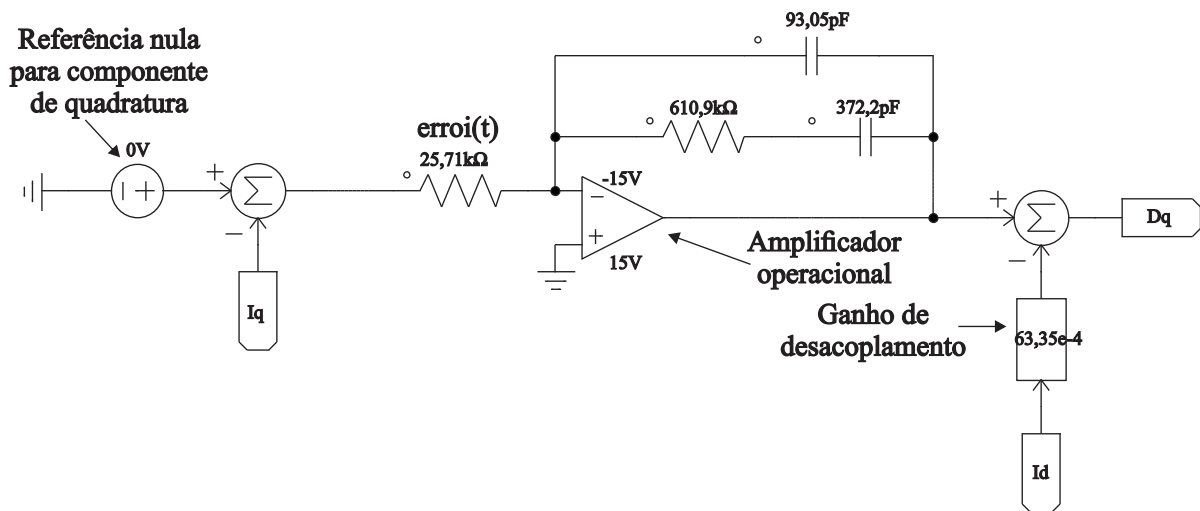 93,05pF
Referência nula
para componente
de quadratura
0V
erroi(t)
25,71kΩ
610,9kΩ
372,2pF
+
Σ
−
Iq
-15V
−
+
15V
Amplificador
operacional
+
Σ
−
Dq
Ganho de
desacoplamento
63,35e-4
Id